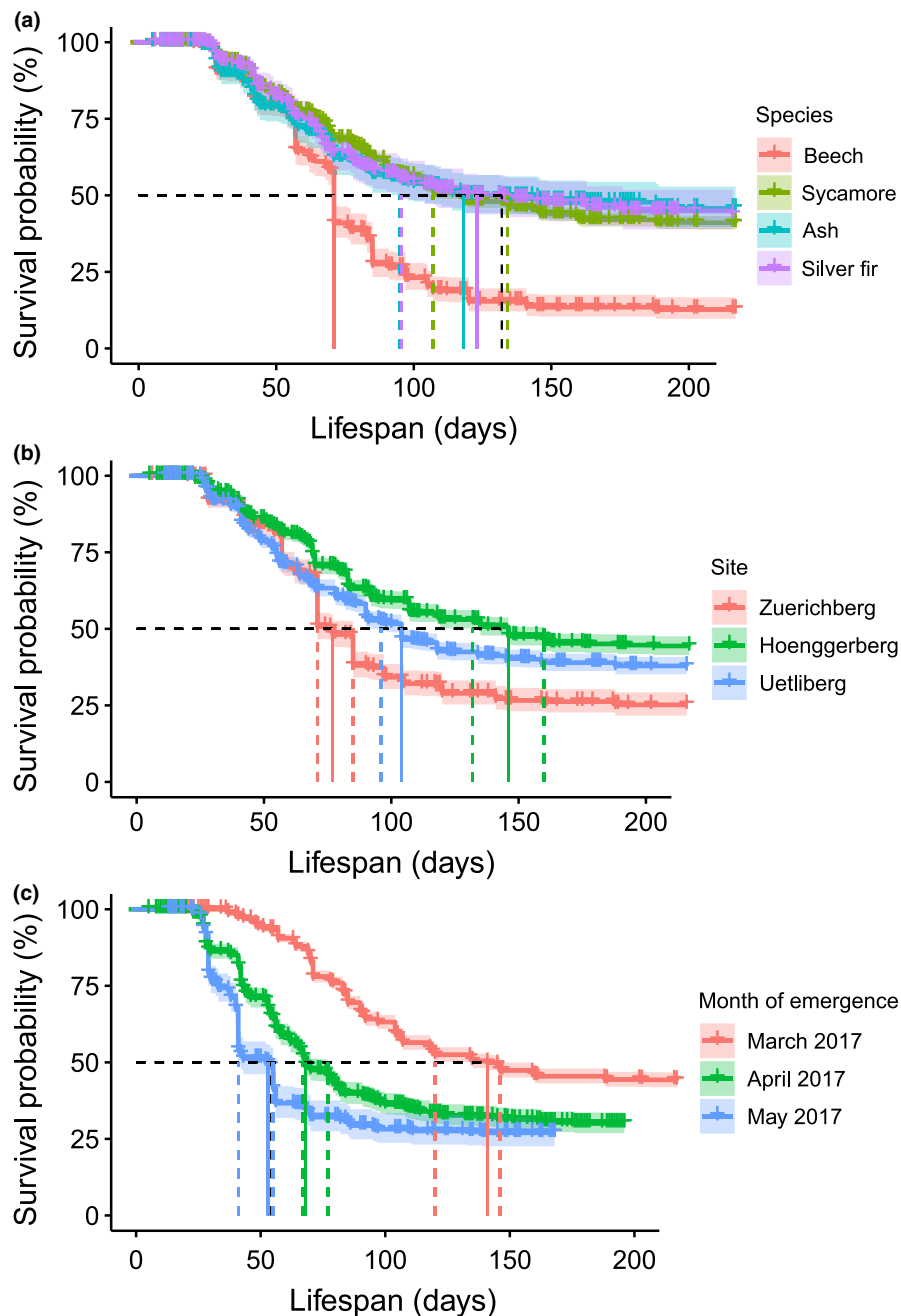 (a)
100
75
50
25
0
Survival probability (%)
0 50 100 150 200
Lifespan (days)
Species
Beech
Sycamore
Ash
Silver fir
(b)
100
75
50
25
0
Survival probability (%)
0 50 100 150 200
Lifespan (days)
Site
Zuerichberg
Hoenggerberg
Uetliberg
(c)
100
75
50
25
0
Survival probability (%)
0 50 100 150 200
Lifespan (days)
Month of emergence
March 2017
April 2017
May 2017